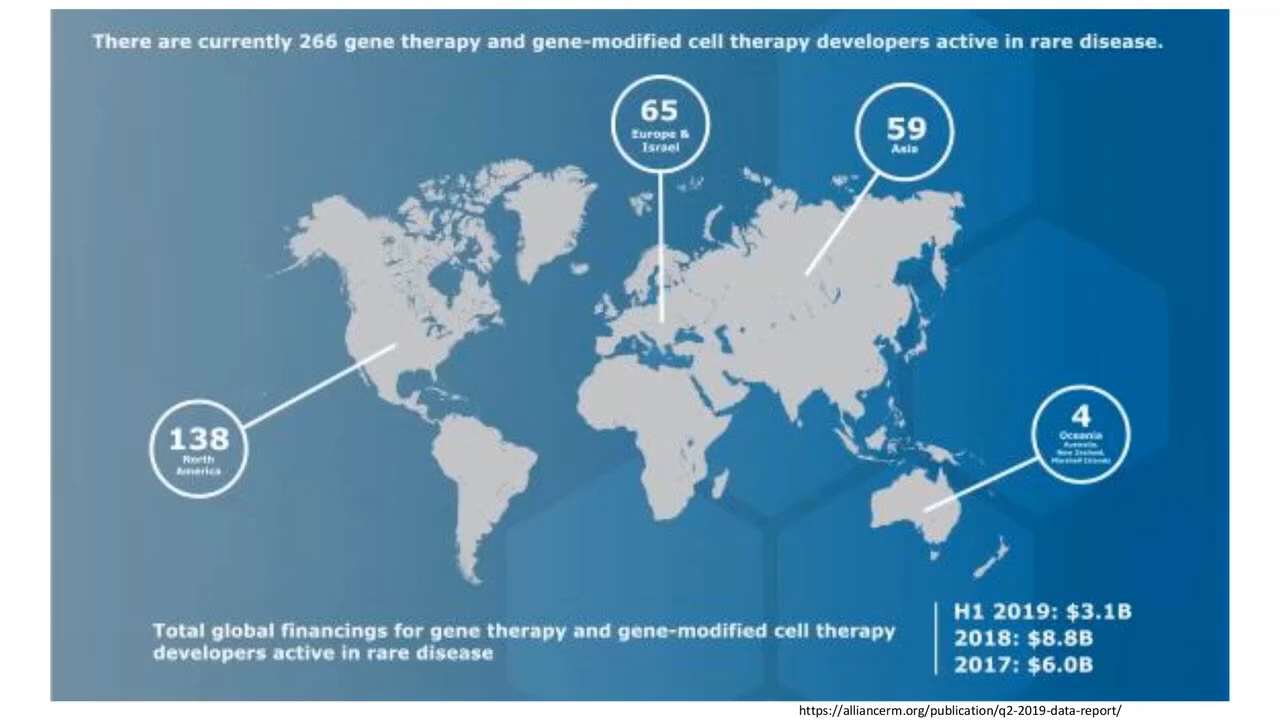 There are currently 266 gene therapy and gene-modified cell therapy developers active in rare disease.
65
Europe &
Israel
59
Asia
138
North
America
4
Oceania
Australia,
New Zealand,
Marshall Islands
Total global financings for gene therapy and gene-modified cell therapy
developers active in rare disease
H1 2019: $3.1B
2018: $8.8B
2017: $6.0B
https://alliancerm.org/publication/q2-2019-data-report/